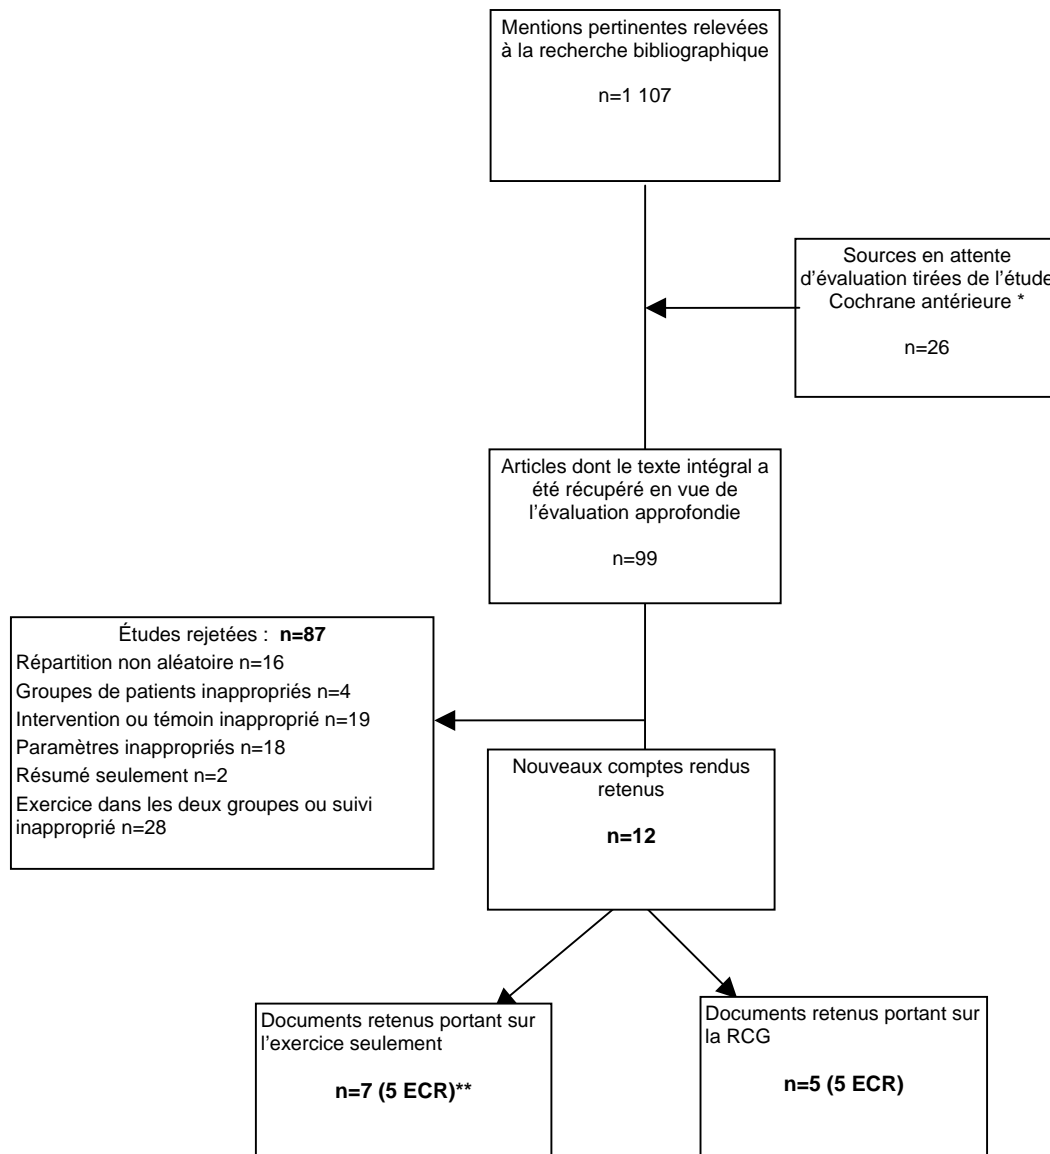 Mentions pertinentes relevées
à la recherche bibliographique
n=1 107
Sources en attente
d’évaluation tirées de l’étude
Cochrane antérieure *
n=26
Articles dont le texte intégral a
été récupéré en vue de
l’évaluation approfondie
n=99
Études rejetées : n=87
Répartition non aléatoire n=16
Groupes de patients inappropriés n=4
Intervention ou témoin inapproprié n=19
Paramètres inappropriés n=18
Résumé seulement n=2
Exercice dans les deux groupes ou suivi
inapproprié n=28
Nouveaux comptes rendus
retenus
n=12
Documents retenus portant sur
l’exercice seulement
n=7 (5 ECR)**
Documents retenus portant sur
la RCG
n=5 (5 ECR)